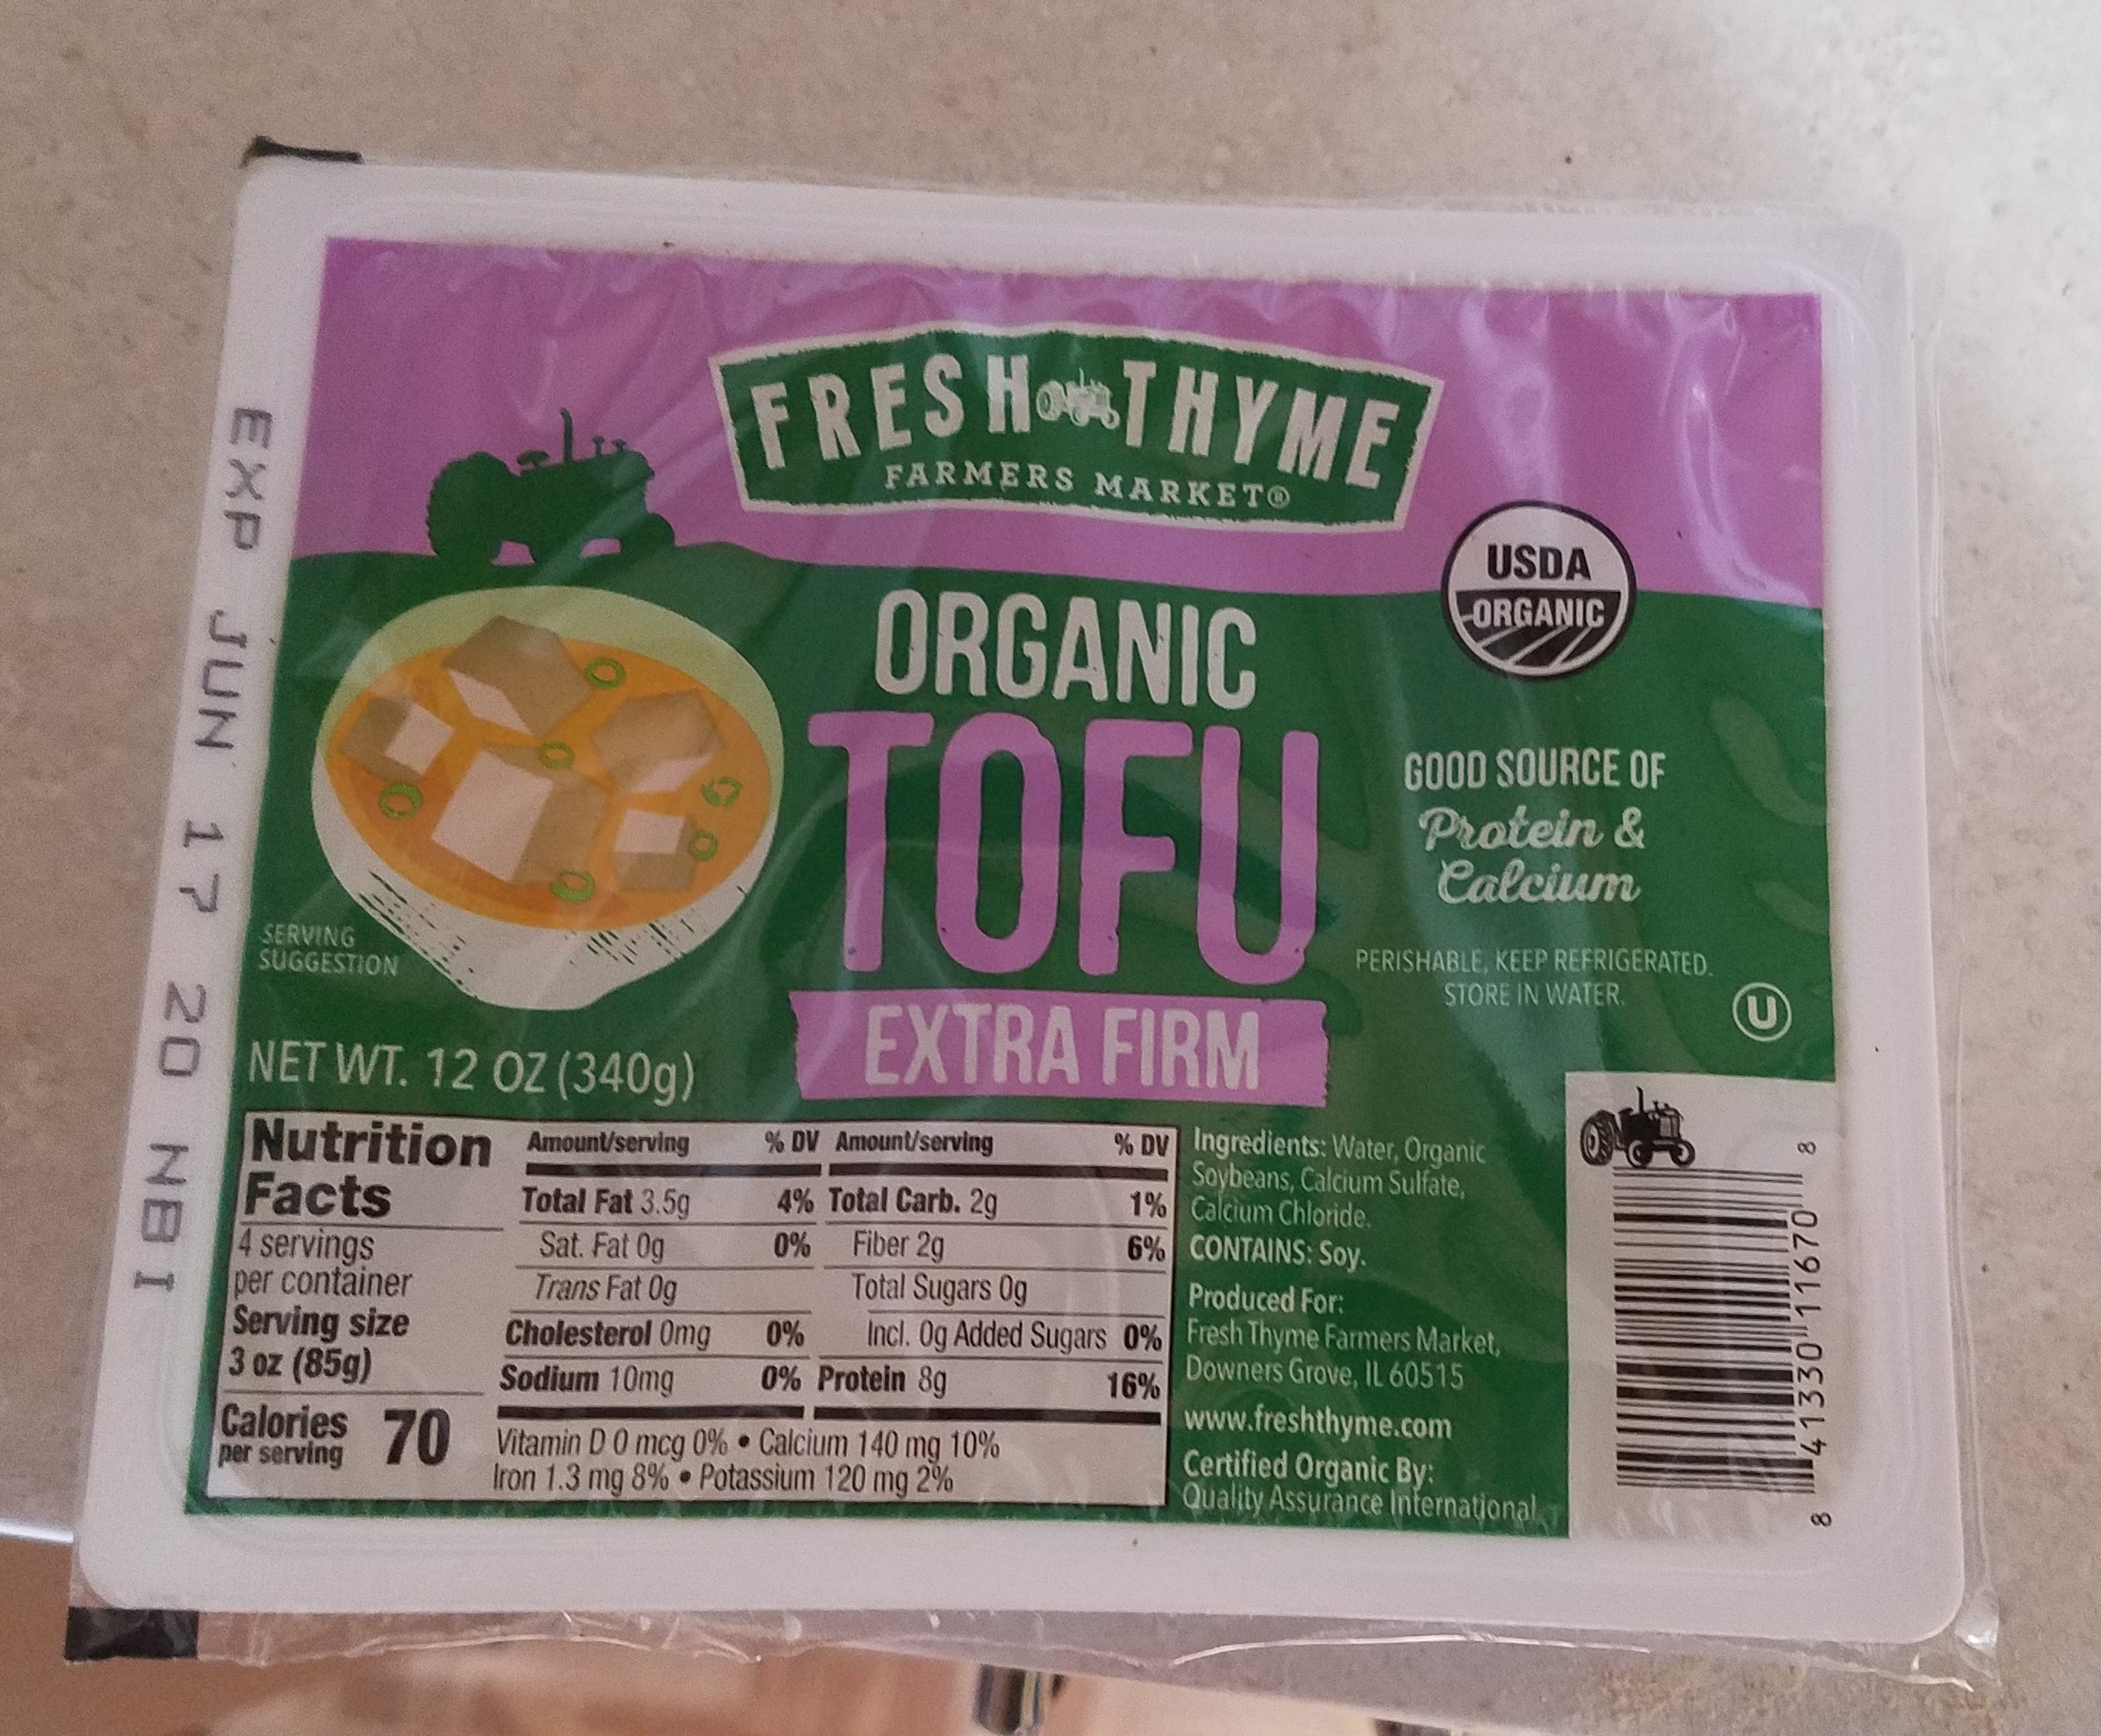 EXP JUN 17 20 NBI
FRESH THYME
FARMERS MARKET®
USDA
ORGANIC
ORGANIC
TOFU
EXTRA FIRM
GOOD SOURCE OF
Protein &
Calcium
PERISHABLE, KEEP REFRIGERATED.
STORE IN WATER.
U
SERVING
SUGGESTION
NET WT. 12 OZ (340g)
Nutrition
Facts
4 servings
per container
Serving size
3 oz (85g)
Calories
per serving
70
Amount/serving % DV
Total Fat 3.5g 4%
Sat. Fat 0g 0%
Trans Fat 0g
Cholesterol 0mg 0%
Sodium 10mg 0%
Amount/serving % DV
Total Carb. 2g 1%
Fiber 2g 6%
Total Sugars 0g
Incl. 0g Added Sugars 0%
Protein 8g 16%
Vitamin D 0 mcg 0% • Calcium 140 mg 10%
Iron 1.3 mg 8% • Potassium 120 mg 2%
Ingredients: Water, Organic
Soybeans, Calcium Sulfate,
Calcium Chloride.
CONTAINS: Soy.
Produced For:
Fresh Thyme Farmers Market,
Downers Grove, IL 60515
www.freshthyme.com
Certified Organic By:
Quality Assurance International
8 41330 11670 8